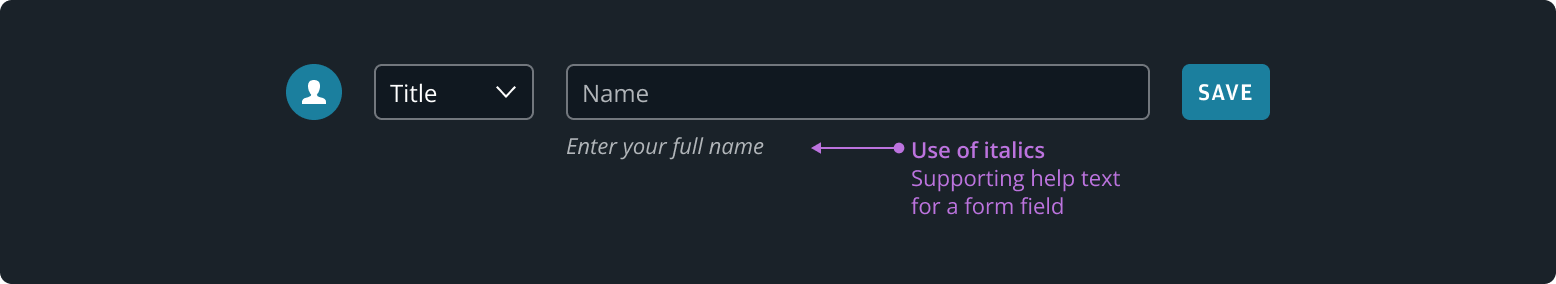 Title
Name
SAVE
Enter your full name
Use of italics
Supporting help text
for a form field